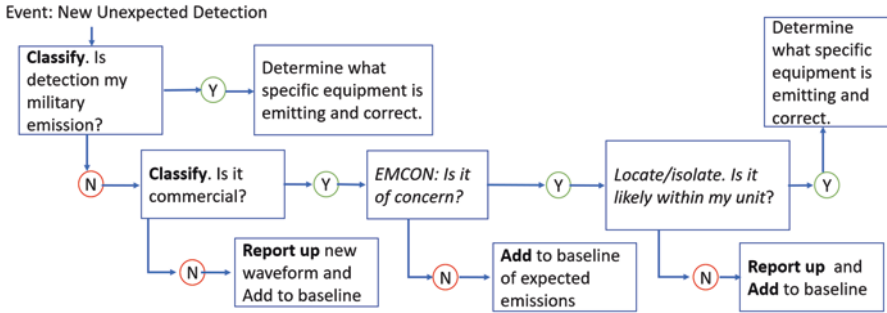 Event: New Unexpected Detection
Classify. Is
detection my
military
emission?
Y
Determine what
specific equipment is
emitting and correct.
N
Classify. Is it
commercial?
Y
EMCON: Is it
of concern?
Y
Locate/isolate. Is it
likely within my unit?
Y
Determine
what specific
equipment is
emitting and
correct.
N
Report up new
waveform and
Add to baseline
N
Add to baseline
of expected
emissions
N
Report up and
Add to baseline